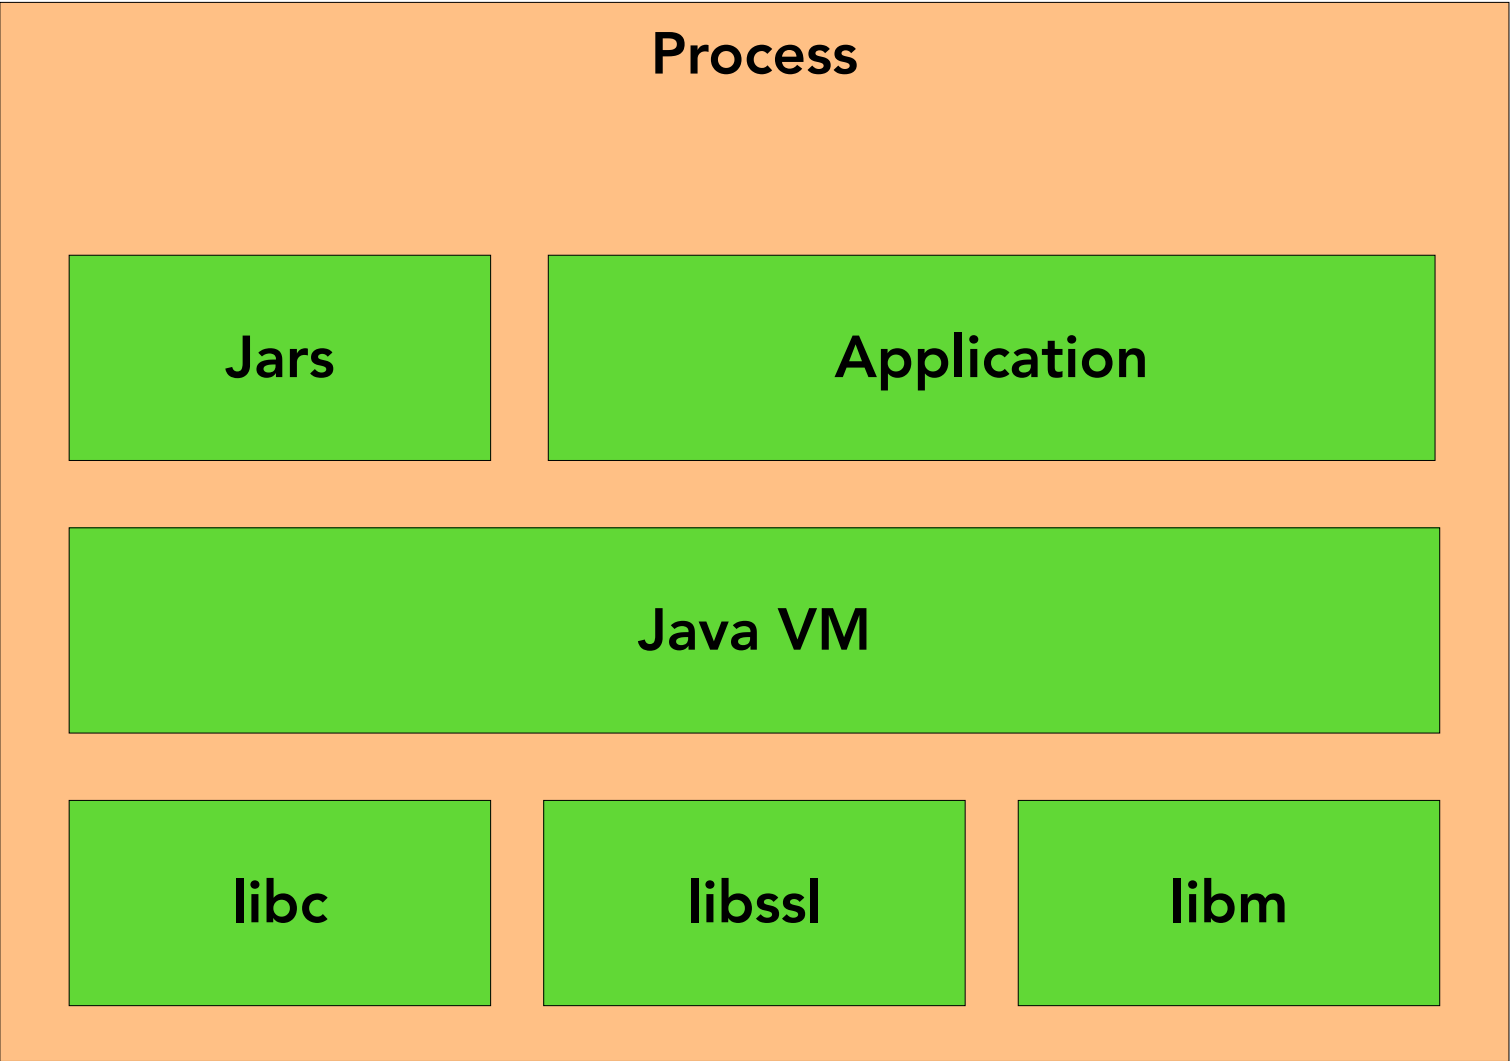 Process
Jars
Application
Java VM
libc
libssl
libm